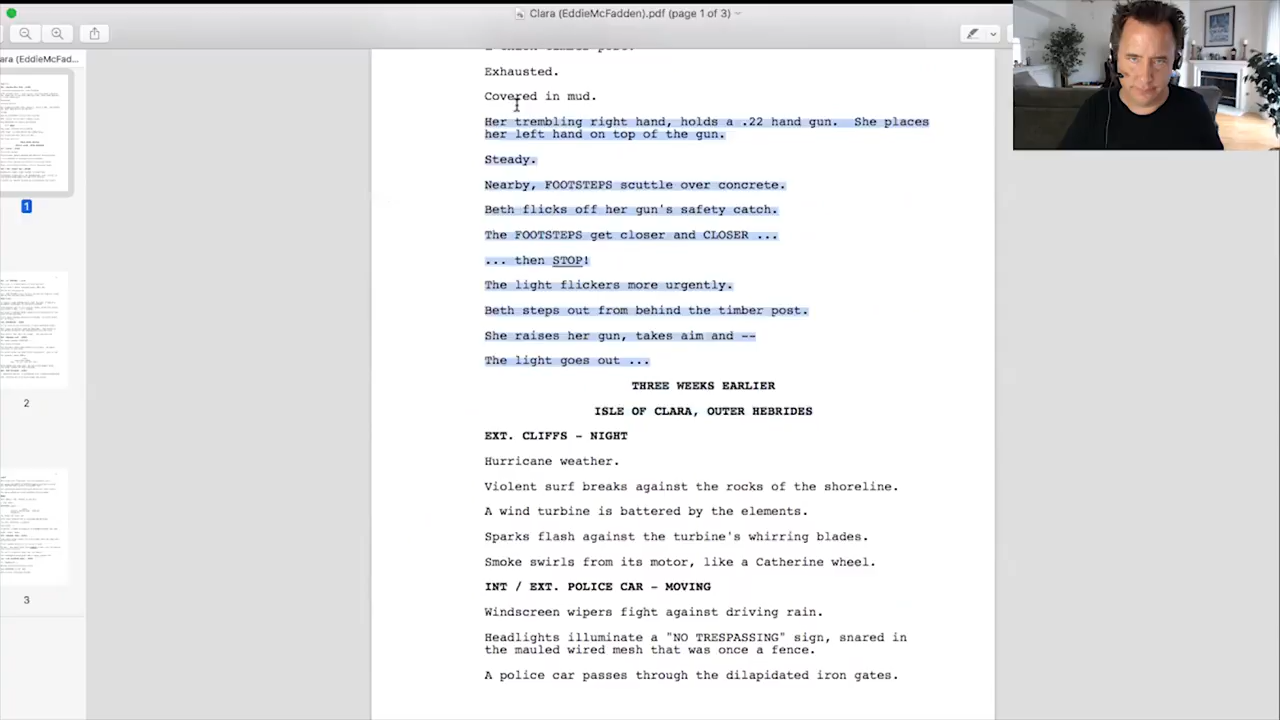 Clara (EddieMcFadden).pdf (page 1 of 3)
ara (EddieMcFad...
1
2
3
Exhausted.
Covered in mud.
Her trembling right hand, holds a .22 hand gun.  She places
her left hand on top of the gun.
Steady.
Nearby, FOOTSTEPS scuttle over concrete.
Beth flicks off her gun's safety catch.
The FOOTSTEPS get closer and CLOSER ...
... then STOP!
The light flickers more urgently.
Beth steps out from behind the timber post.
She raises her gun, takes aim and --
The light goes out ...
THREE WEEKS EARLIER
ISLE OF CLARA, OUTER HEBRIDES
EXT. CLIFFS - NIGHT
Hurricane weather.
Violent surf breaks against the rocks of the shoreline.
A wind turbine is battered by the elements.
Sparks flash against the turbine's whirring blades.
Smoke swirls from its motor, like a Catherine wheel.
INT / EXT. POLICE CAR - MOVING
Windscreen wipers fight against driving rain.
Headlights illuminate a "NO TRESPASSING" sign, snared in
the mauled wired mesh that was once a fence.
A police car passes through the dilapidated iron gates.